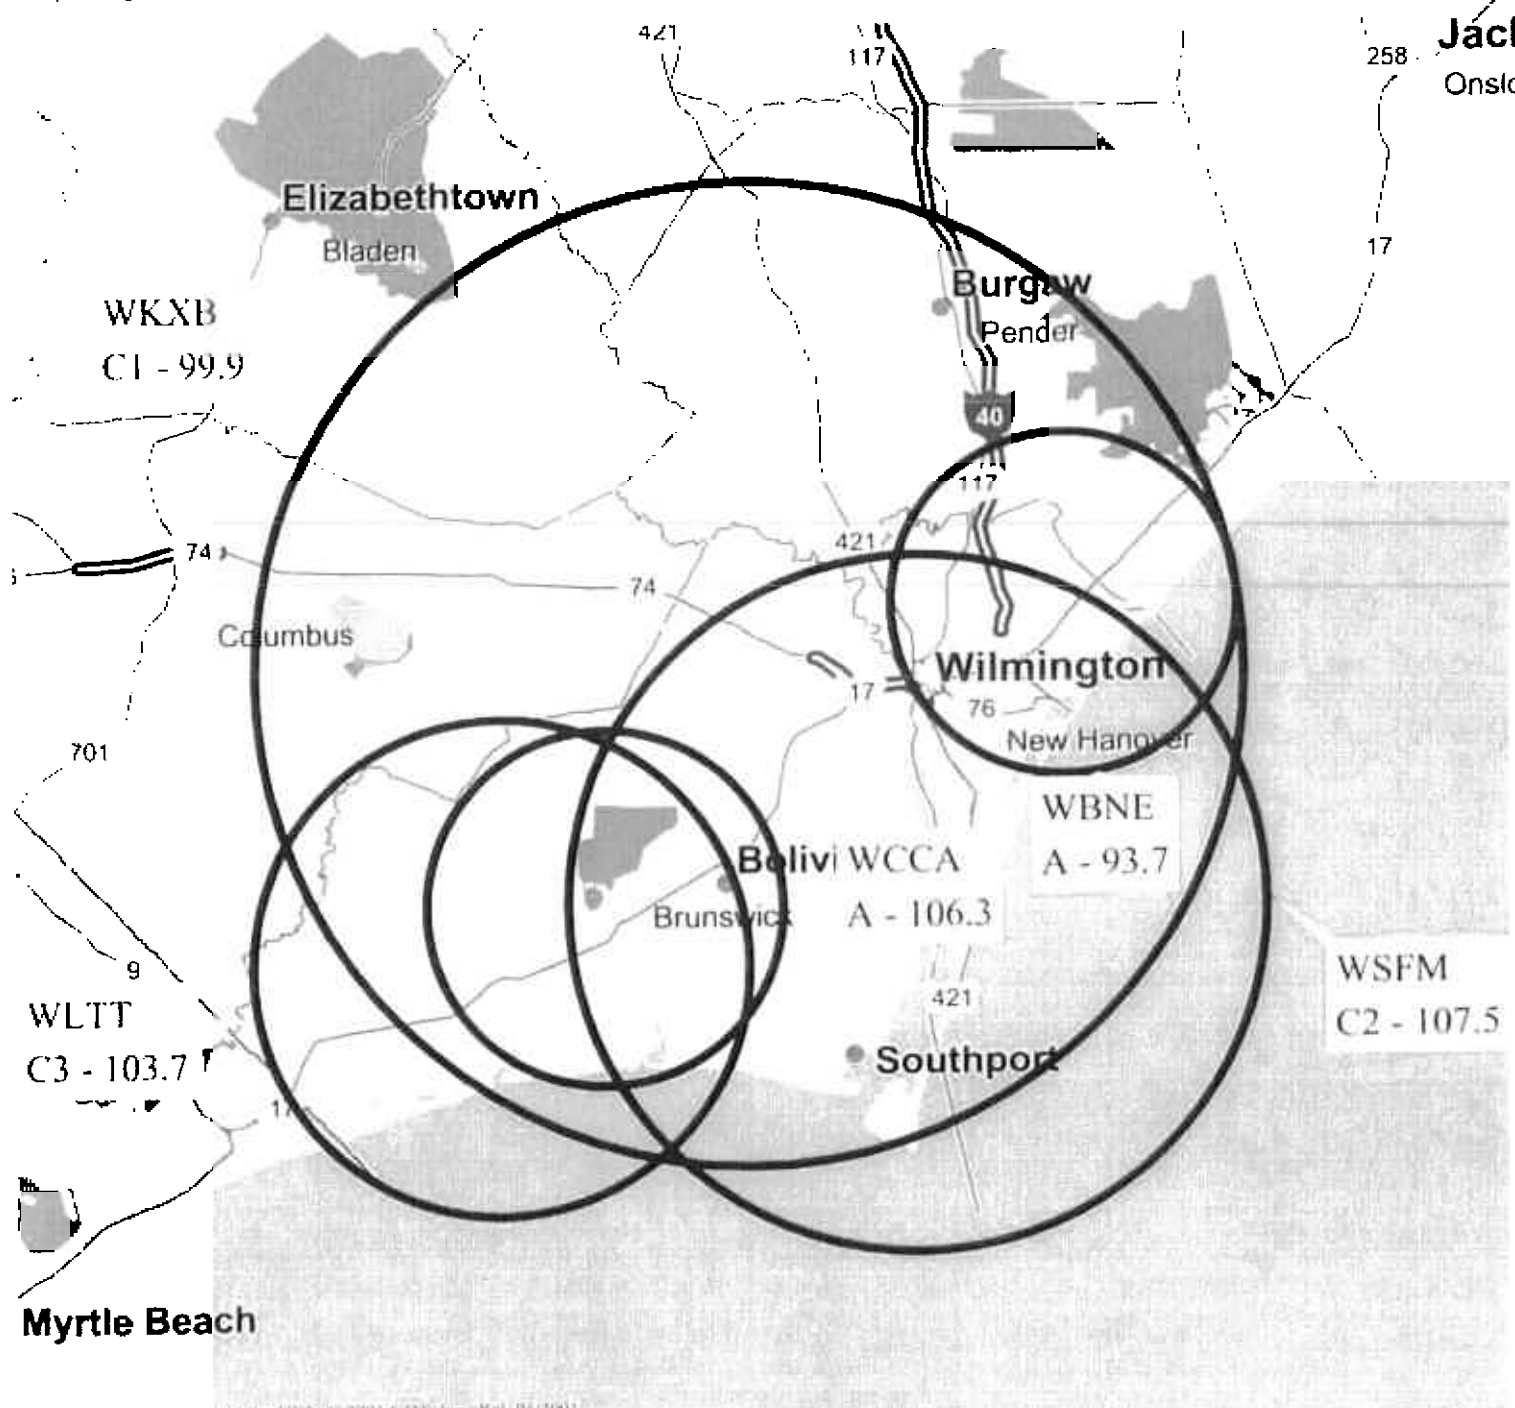 421
117
258
Jac
Onslo
Elizabethtown
Bladen
17
Burgaw
Pender
WKXB
C1 - 99.9
40
117
421
74
74
Columbus
Wilmington
17
76
701
New Hanover
WBNE
A - 93.7
Bolivi
WCCA
A - 106.3
Brunswick
9
WSFM
C2 - 107.5
421
WLTT
C3 - 103.7
Southport
17
Myrtle Beach